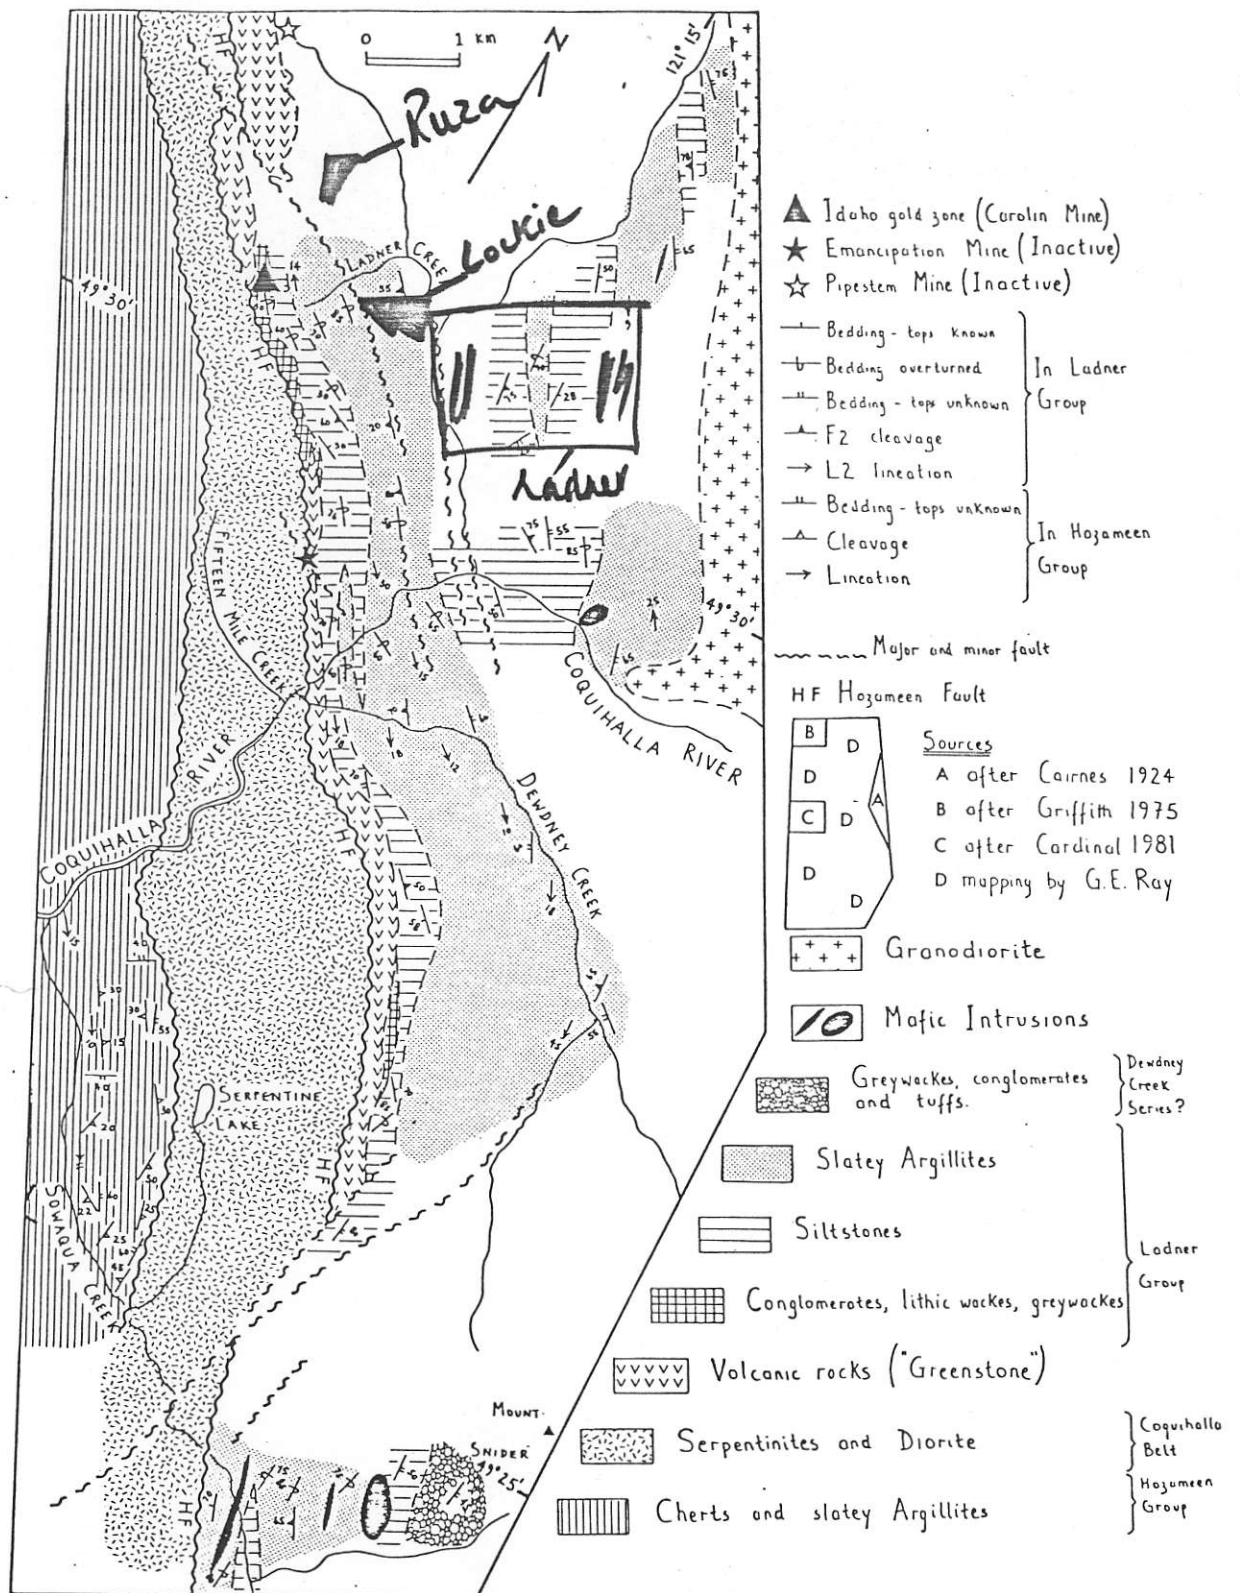 0 1 km
N
121° 15'
HF
Ruza
Lockie
LADNER CREEK
49° 30'
HF
Ládner
FIFTEEN MILE CREEK
49° 30'
COQUIHALLA RIVER
COQUIHALLA RIVER
DEWDNEY CREEK
HF
SERPENTINE LAKE
HF
SOWAQUA CREEK
MOUNT SNIDER
49° 25'
HF
Idaho gold zone (Carolin Mine)
Emancipation Mine (Inactive)
Pipestem Mine (Inactive)
Bedding - tops known
Bedding overturned
Bedding - tops unknown
F2 cleavage
L2 lineation
In Ladner Group
Bedding - tops unknown
Cleavage
Lineation
In Hozameen Group
Major and minor fault
HF Hozameen Fault
B D
D
C D A
D
D
Sources
A after Cairnes 1924
B after Griffith 1975
C after Cardinal 1981
D mapping by G.E. Ray
Granodiorite
Mafic Intrusions
Greywackes, conglomerates
and tuffs.
Dewdney
Creek
Series?
Slatey Argillites
Siltstones
Conglomerates, lithic wackes, greywackes
Ladner
Group
Volcanic rocks ("Greenstone")
Serpentinites and Diorite
Coquihalla
Belt
Cherts and slatey Argillites
Hozameen
Group